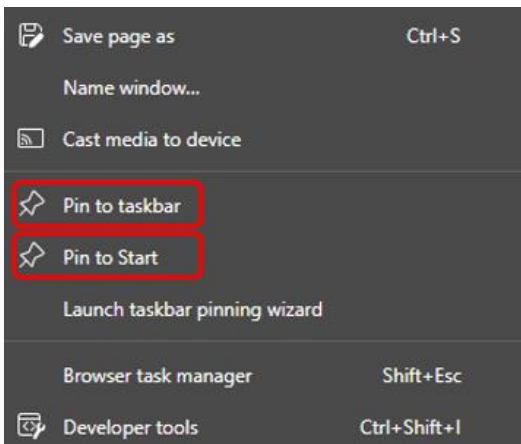 Save page as Ctrl+S
Name window...
Cast media to device
Pin to taskbar
Pin to Start
Launch taskbar pinning wizard
Browser task manager Shift+Esc
Developer tools Ctrl+Shift+I